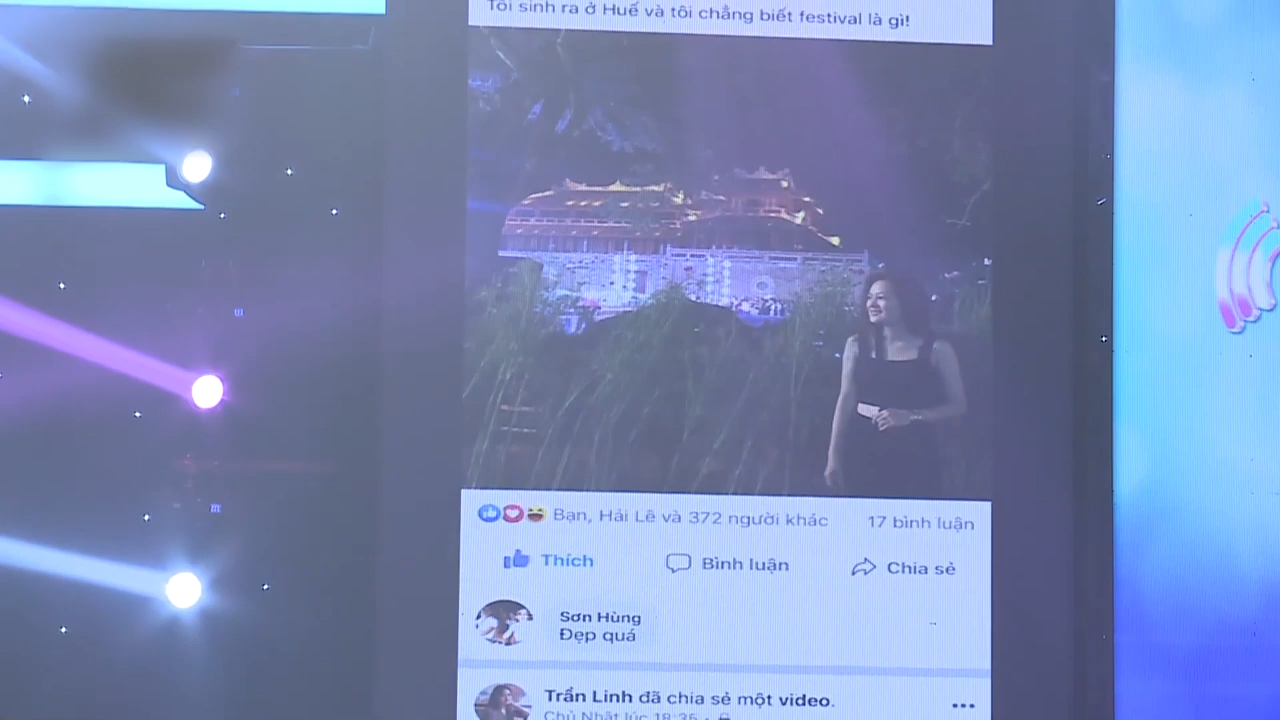 Tôi sinh ra ở Huế và tôi chẳng biết festival là gì!
Bạn, Hải Lê và 372 người khác
17 bình luận
Thích
Bình luận
Chia sẻ
Sơn Hùng
Đẹp quá
Trần Linh đã chia sẻ một video.
Chủ Nhật lúc 18:35